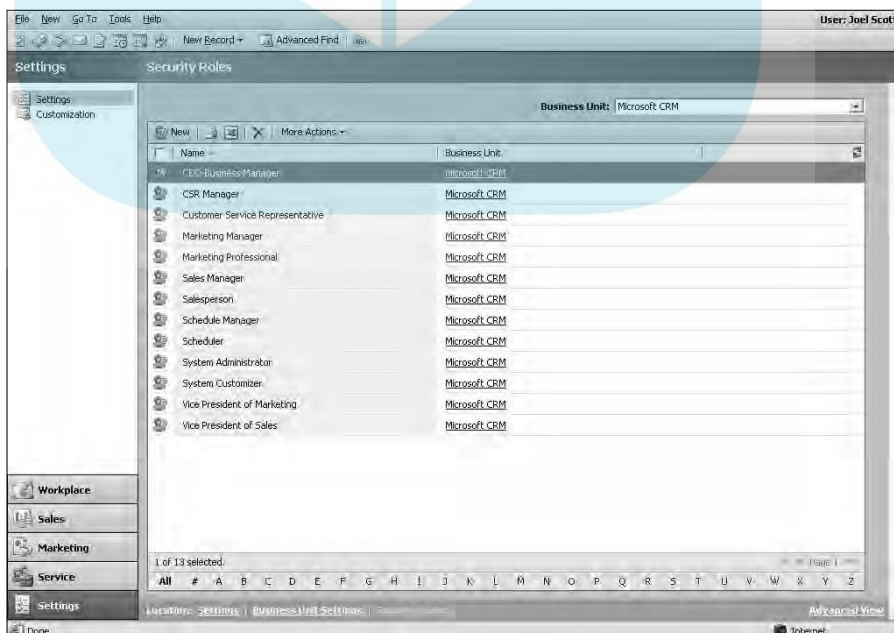 File New Go To Tools Help
User: Joel Scott
New Record Advanced Find
Settings Security Roles
Settings
Customization
Business Unit: Microsoft CRM
New More Actions
Name Business Unit
CEO-Business Manager Microsoft CRM
CSR Manager Microsoft CRM
Customer Service Representative Microsoft CRM
Marketing Manager Microsoft CRM
Marketing Professional Microsoft CRM
Sales Manager Microsoft CRM
Salesperson Microsoft CRM
Schedule Manager Microsoft CRM
Scheduler Microsoft CRM
System Administrator Microsoft CRM
System Customizer Microsoft CRM
Vice President of Marketing Microsoft CRM
Vice President of Sales Microsoft CRM
Workplace
Sales
Marketing
Service
Settings
1 of 13 selected. Page 1
All # A B C D E F G H I J K L M N O P Q R S T U V W X Y Z
Location: Settings | Business Unit Settings |
Advanced View
Done Internet